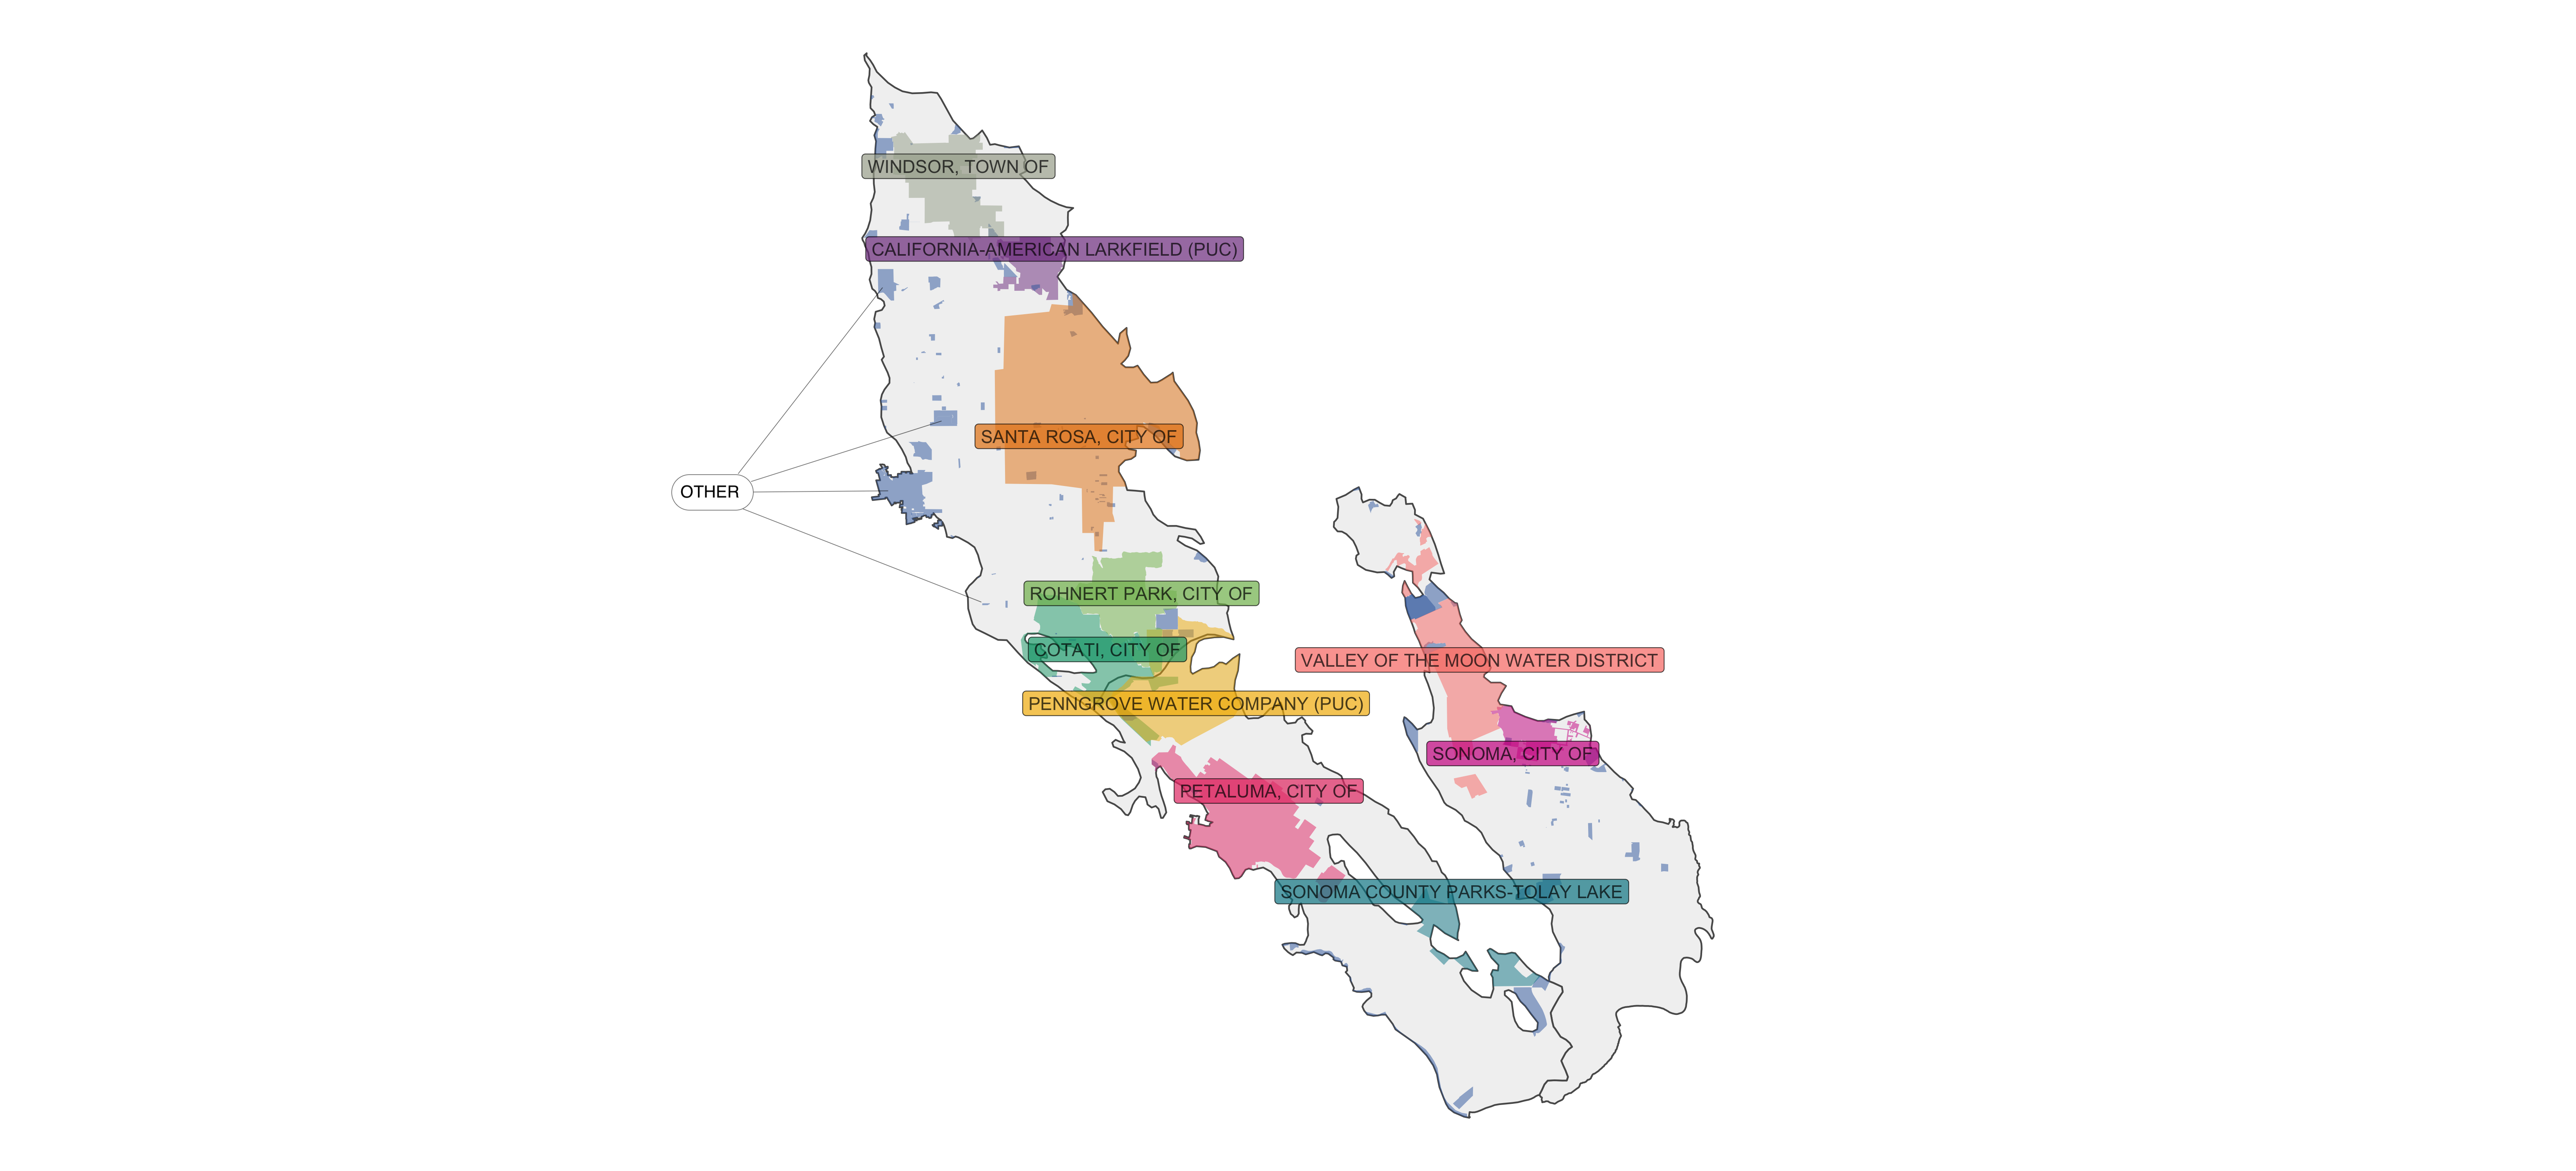 WINDSOR, TOWN OF
CALIFORNIA-AMERICAN LARKFIELD (PUC)
SANTA ROSA, CITY OF
OTHER
ROHNERT PARK, CITY OF
COTATI, CITY OF
VALLEY OF THE MOON WATER DISTRICT
PENNGROVE WATER COMPANY (PUC)
SONOMA, CITY OF
PETALUMA, CITY OF
SONOMA COUNTY PARKS-TOLAY LAKE